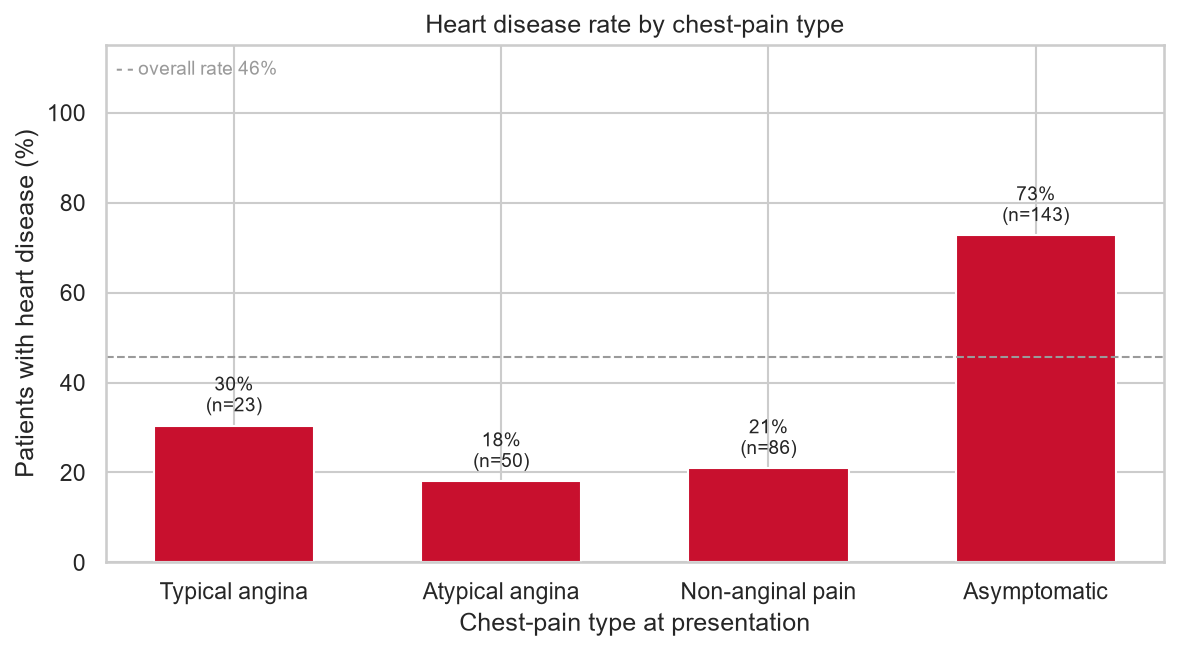 Heart disease rate by chest-pain type
- - overall rate 46%
Patients with heart disease (%)
100
80
60
40
20
0
30%
(n=23)
18%
(n=50)
21%
(n=86)
73%
(n=143)
Typical angina
Atypical angina
Non-anginal pain
Asymptomatic
Chest-pain type at presentation